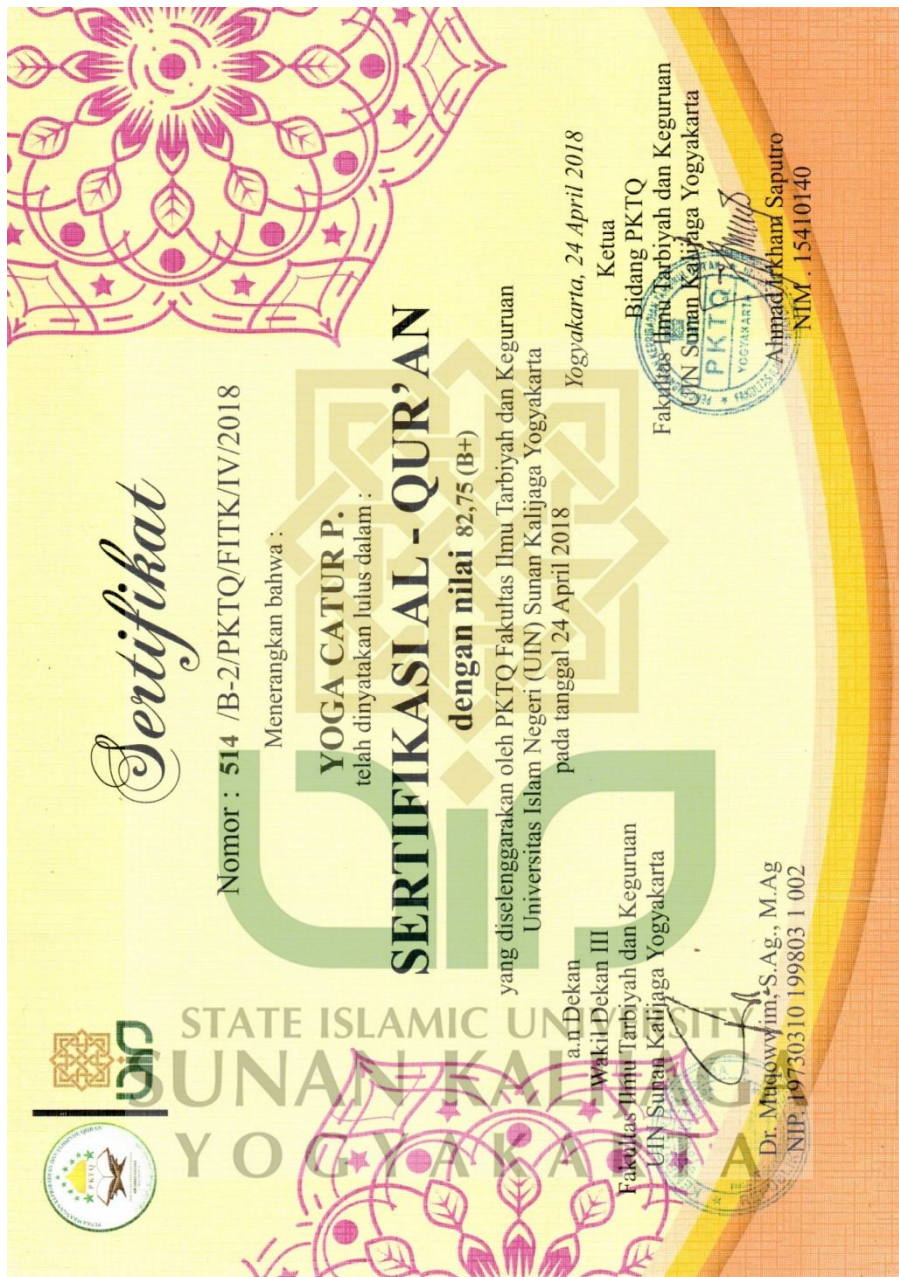 Sertifikat
Nomor : 514 /B-2/PKTQ/FITK/IV/2018
Menerangkan bahwa :
YOGA CATUR P.
telah dinyatakan lulus dalam :
SERTIFIKASI AL - QUR'AN
dengan nilai 82,75 (B+)
yang diselenggarakan oleh PKTQ Fakultas Ilmu Tarbiyah dan Keguruan
Universitas Islam Negeri (UIN) Sunan Kalijaga Yogyakarta
pada tanggal 24 April 2018
Yogyakarta, 24 April 2018
a.n Dekan
Wakil Dekan III
Fakultas Ilmu Tarbiyah dan Keguruan
UIN Sunan Kalijaga Yogyakarta
Dr. Muqowwim, S.Ag., M.Ag
NIP. 19730310 199803 1 002
Ketua
Bidang PKTQ
Fakultas Ilmu Tarbiyah dan Keguruan
UIN Sunan Kalijaga Yogyakarta
Ahmad Irkham Saputro
NIM . 15410140
PKTQ
YOGYAKARTA
PKTQ
STATE ISLAMIC UNIVERSITY
SUNAN KALIJAGA
YOGYAKARTA